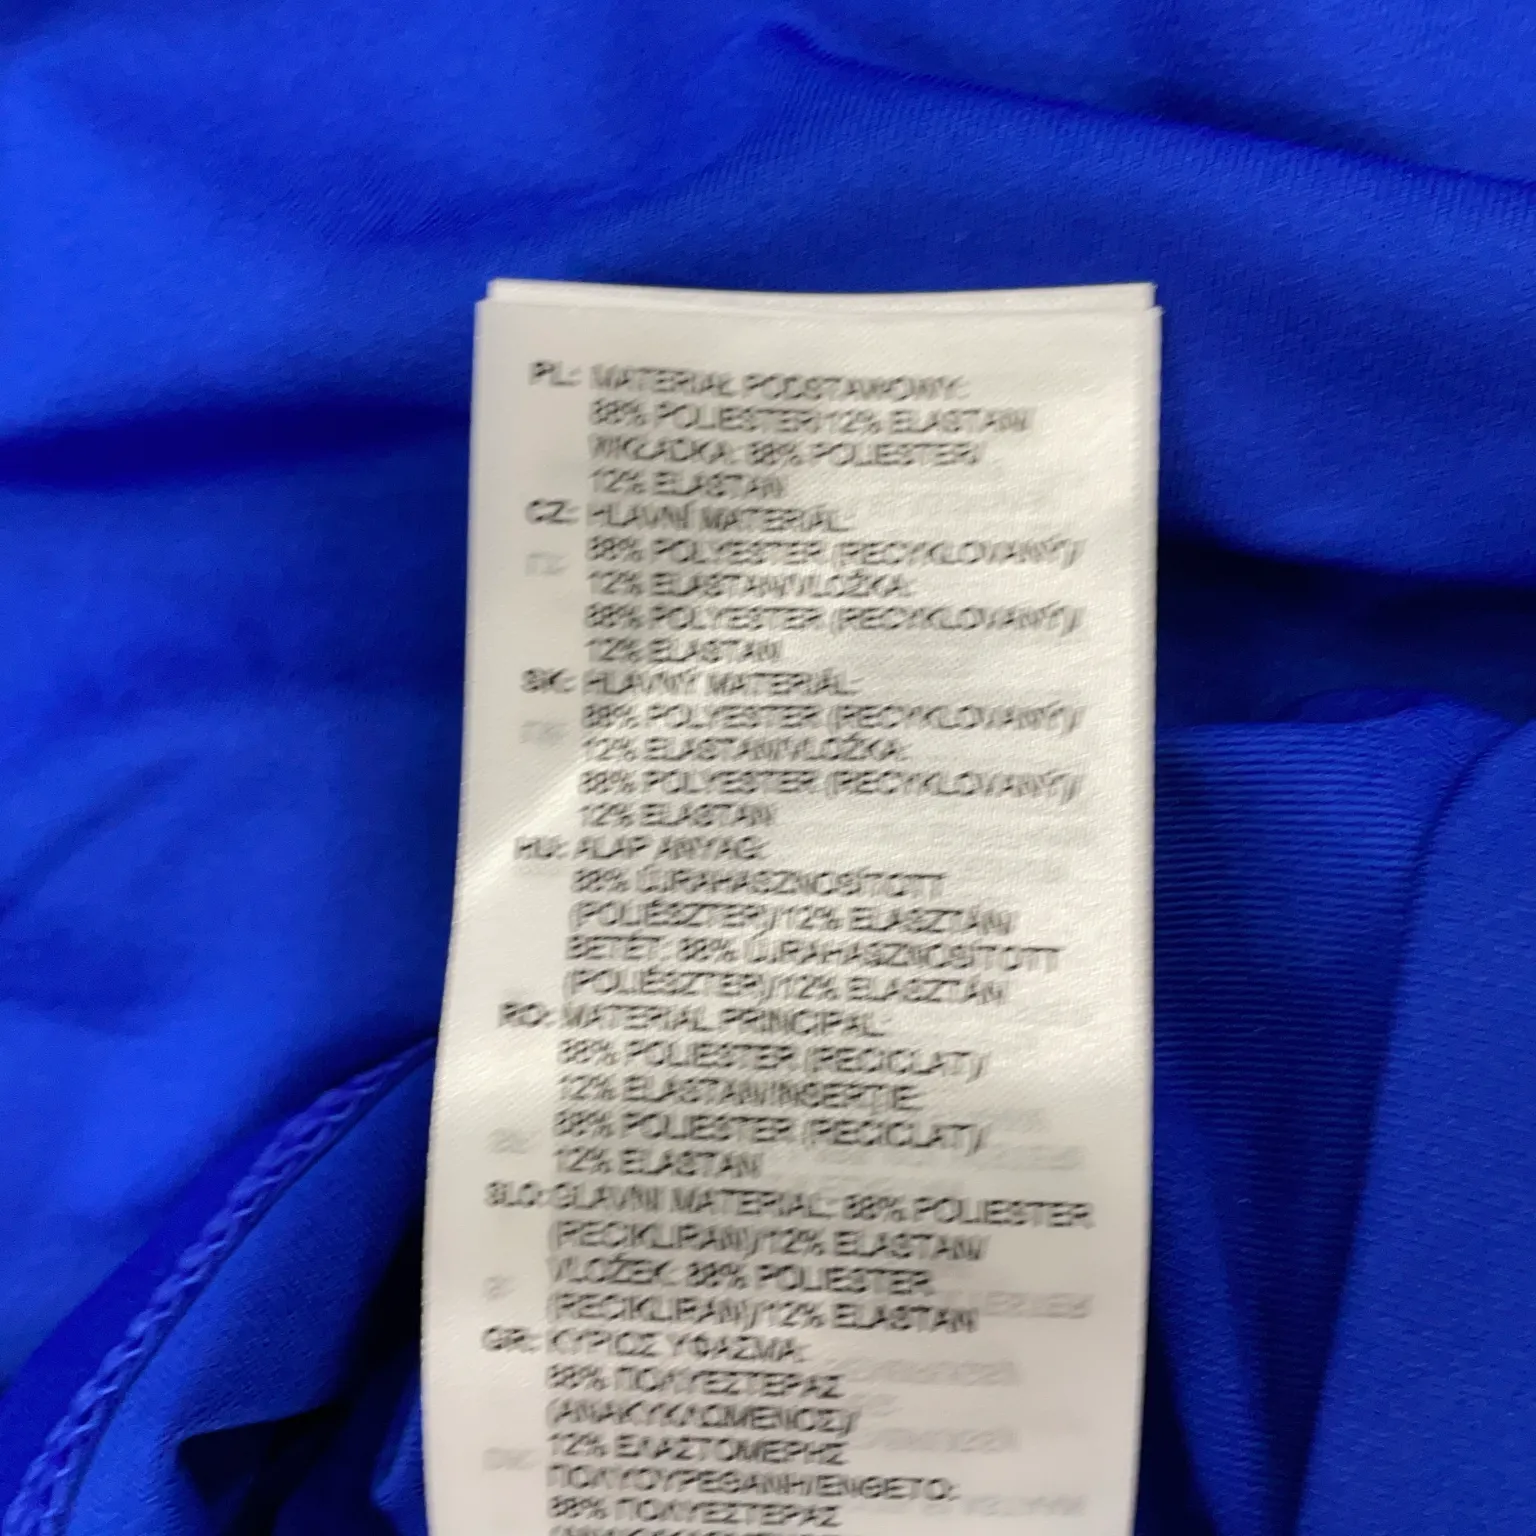 PL: MATERIAŁ PODSTAWOWY:
88% POLIESTER/12% ELASTAN/
WKŁADKA: 88% POLIESTER/
12% ELASTAN
CZ: HLAVNÍ MATERIÁL:
88% POLYESTER (RECYKLOVANÝ)/
12% ELASTAN/VLOŽKA:
88% POLYESTER (RECYKLOVANÝ)/
12% ELASTAN
SK: HLAVNÝ MATERIÁL:
88% POLYESTER (RECYKLOVANÝ)/
12% ELASTAN/VLOŽKA:
88% POLYESTER (RECYKLOVANÝ)/
12% ELASTAN
HU: ALAP ANYAG:
88% ÚJRAHASZNOSÍTOTT
(POLIÉSZTER)/12% ELASZTÁN/
BETÉT: 88% ÚJRAHASZNOSÍTOTT
(POLIÉSZTER)/12% ELASZTÁN
RO: MATERIAL PRINCIPAL:
88% POLIESTER (RECICLAT)/
12% ELASTAN/INSERȚIE:
88% POLIESTER (RECICLAT)/
12% ELASTAN
SLO: GLAVNI MATERIAL: 88% POLIESTER
(RECIKLIRAN)/12% ELASTAN/
VLOŽEK: 88% POLIESTER
(RECIKLIRAN)/12% ELASTAN
GR: ΚΥΡΙΟΣ ΥΦΑΣΜΑ:
88% ΠΟΛΥΕΣΤΕΡΑΣ
(ΑΝΑΚΥΚΛΩΜΕΝΟΣ)/
12% ΕΛΑΣΤΟΜΕΡΗΣ
ΠΟΛΥΟΥΡΕΘΑΝΗ/ΕΝΘΕΤΟ:
88% ΠΟΛΥΕΣΤΕΡΑΣ